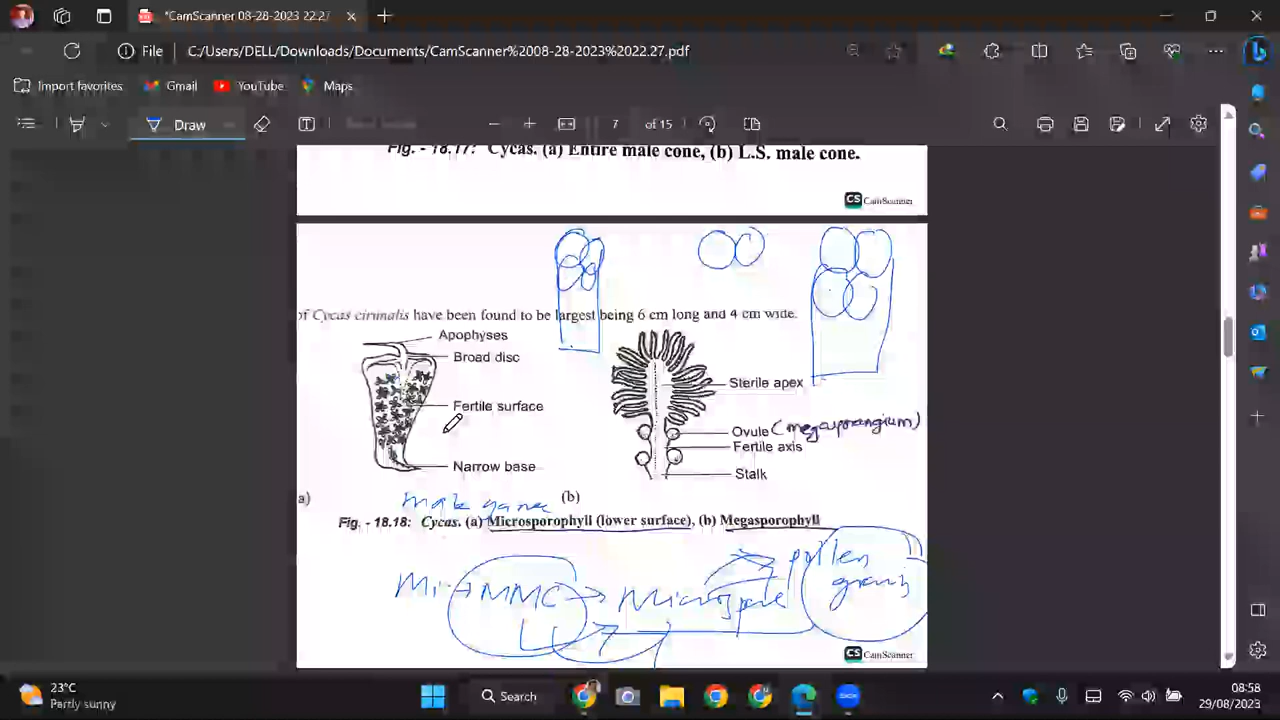 *CamScanner 08-28-2023 22.27
File C:/Users/DELL/Downloads/Documents/CamScanner%2008-28-2023%2022.27.pdf
Import favorites Gmail YouTube Maps
Draw 7 of 15
Fig. - 18.17: Cycas. (a) Entire male cone, (b) L.S. male cone.
CS CamScanner
of Cycas cirinalis have been found to be largest being 6 cm long and 4 cm wide.
Apophyses
Broad disc
Fertile surface
Narrow base
Sterile apex
Ovule
Fertile axis
Stalk
a) (b)
male game
Fig. - 18.18: Cycas. (a) Microsporophyll (lower surface), (b) Megasporophyll
MMC → Microspore pollen
grains
CS CamScanner
23°C
Partly sunny
Search
08:58
29/08/2023